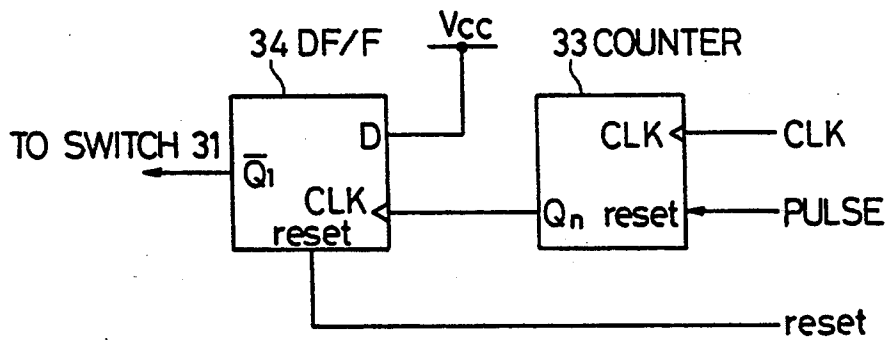 34 DF/F
Vcc
33 COUNTER
TO SWITCH 31
Q̅1
D
CLK
reset
CLK
Qn reset
CLK
PULSE
reset